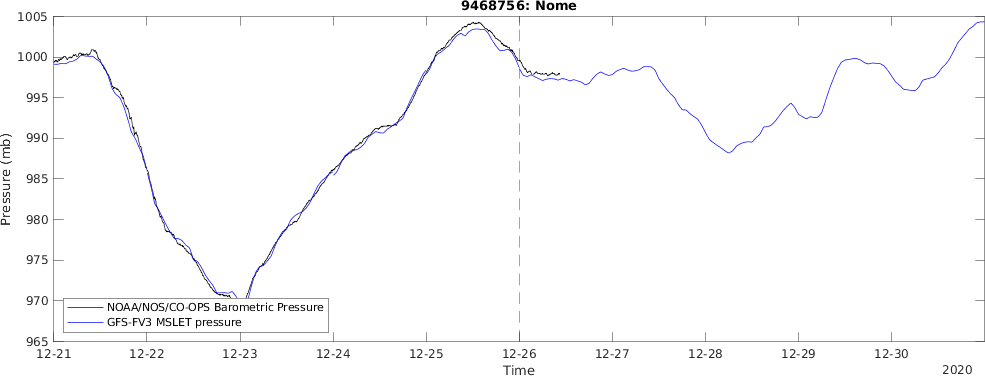 9468756: Nome
1005
1000
995
990
985
980
975
970
965
Pressure (mb)
NOAA/NOS/CO-OPS Barometric Pressure
GFS-FV3 MSLET pressure
12-21 12-22 12-23 12-24 12-25 12-26 12-27 12-28 12-29 12-30
Time
2020